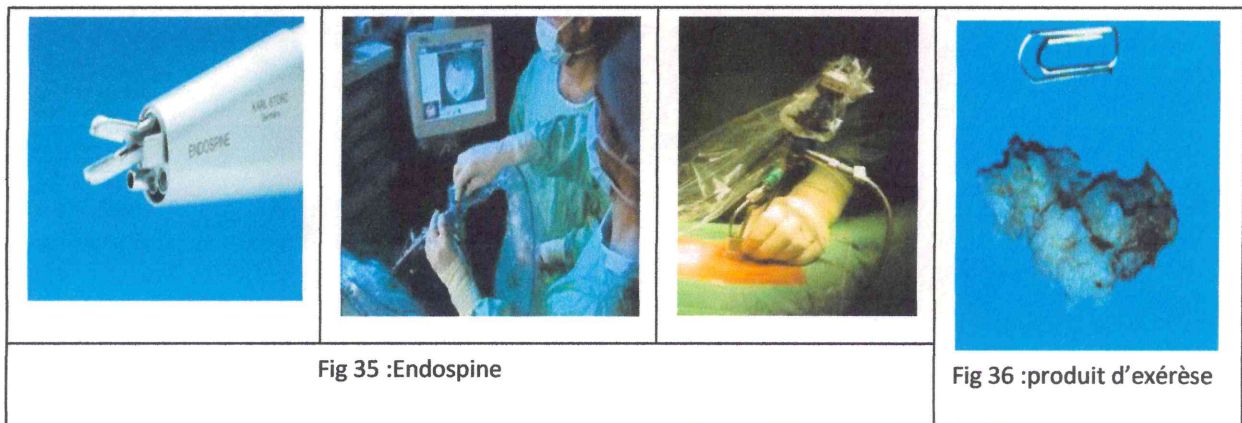 KARL STORZ
Germany
ENDOSPINE
Fig 35 :Endospine
Fig 36 :produit d'exérèse